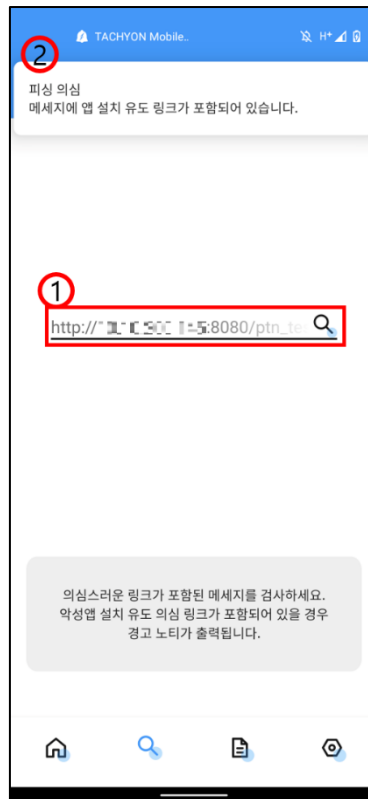 TACHYON Mobile..
H+
2
피싱 의심
메세지에 앱 설치 유도 링크가 포함되어 있습니다.
1
http:// :8080/ptn_te
의심스러운 링크가 포함된 메세지를 검사하세요.
악성앱 설치 유도 의심 링크가 포함되어 있을 경우
경고 노티가 출력됩니다.